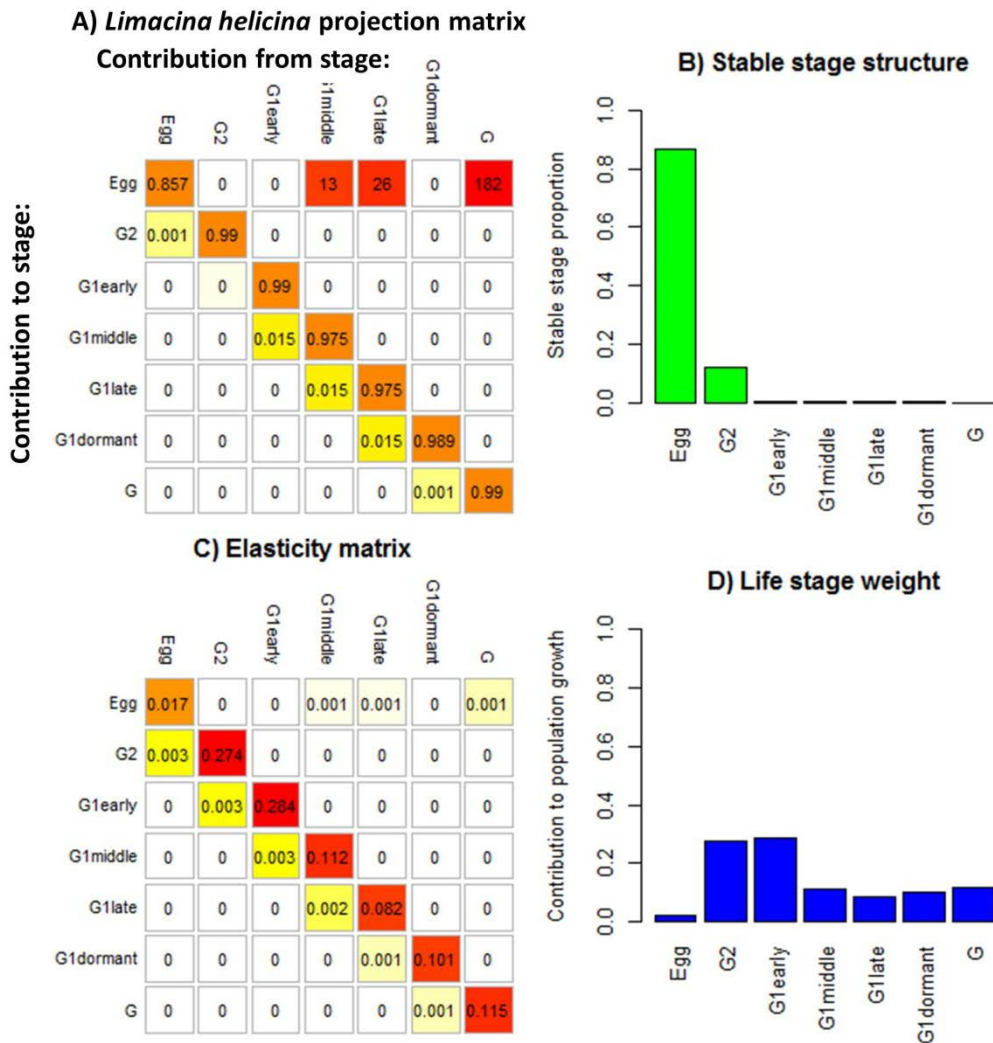 A) Limacina helicina projection matrix
Contribution from stage:
Contribution to stage:
Egg G2 G1early G1middle G1late G1dormant G
Egg 0.857 0 0 13 26 0 182
G2 0.001 0.99 0 0 0 0 0
G1early 0 0 0.99 0 0 0 0
G1middle 0 0 0.015 0.975 0 0 0
G1late 0 0 0 0.015 0.975 0 0
G1dormant 0 0 0 0 0.015 0.989 0
G 0 0 0 0 0 0.001 0.99
B) Stable stage structure
Stable stage proportion
1.0
0.8
0.6
0.4
0.2
0.0
Egg G2 G1early G1middle G1late G1dormant G
C) Elasticity matrix
Egg G2 G1early G1middle G1late G1dormant G
Egg 0.017 0 0 0.001 0.001 0 0.001
G2 0.003 0.274 0 0 0 0 0
G1early 0 0.003 0.284 0 0 0 0
G1middle 0 0 0.003 0.112 0 0 0
G1late 0 0 0 0.002 0.082 0 0
G1dormant 0 0 0 0 0.001 0.101 0
G 0 0 0 0 0 0.001 0.115
D) Life stage weight
Contribution to population growth
1.0
0.8
0.6
0.4
0.2
0.0
Egg G2 G1early G1middle G1late G1dormant G